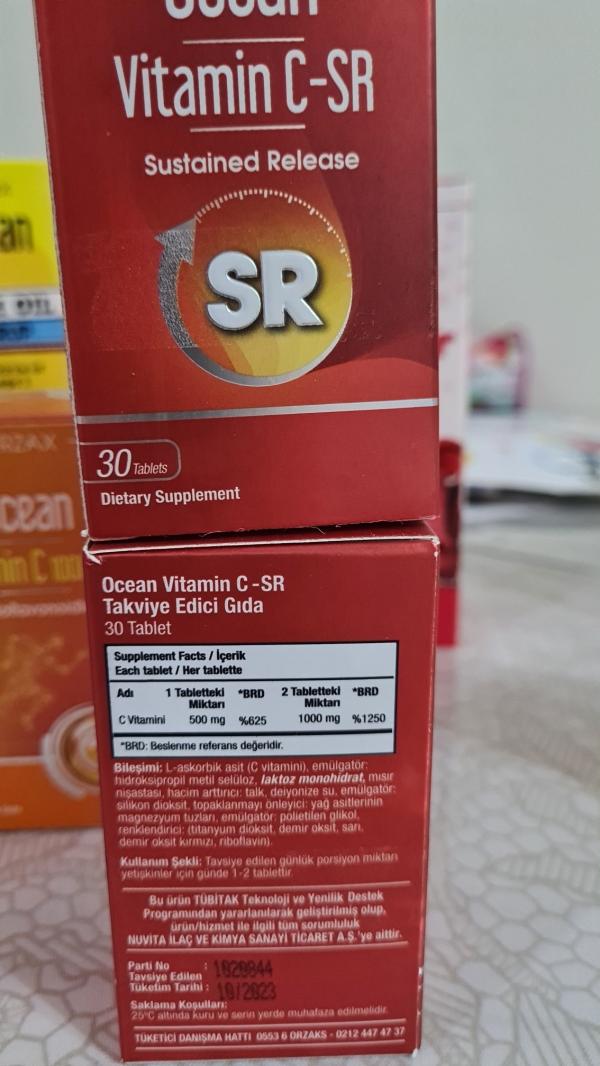 Ocean
Vitamin C-SR
Sustained Release
SR
30 Tablets
Dietary Supplement
an
ORZAX
cean
Ocean Vitamin C -SR
Takviye Edici Gıda
30 Tablet
Supplement Facts / İçerik
Each tablet / Her tablette
Adı 1 Tabletteki Miktarı *BRD 2 Tabletteki Miktarı *BRD
C Vitamini 500 mg %625 1000 mg %1250
*BRD: Beslenme referans değeridir.
Bileşimi: L-askorbik asit (C vitamini), emülgatör:
hidroksipropil metil selüloz, laktoz monohidrat, mısır
nişastası, hacim arttırıcı: talk, deiyonize su, emülgatör:
silikon dioksit, topaklanmayı önleyici: yağ asitlerinin
magnezyum tuzları, emülgatör: polietilen glikol,
renklendirici: (titanyum dioksit, demir oksit, sarı,
demir oksit kırmızı, riboflavin).
Kullanım Şekli: Tavsiye edilen günlük porsiyon miktarı
yetişkinler için günde 1-2 tablettir.
Bu ürün TÜBİTAK Teknoloji ve Yenilik Destek
Programından yararlanılarak geliştirilmiş olup,
ürün/hizmet ile ilgili tüm sorumluluk
NUVİTA İLAÇ VE KİMYA SANAYİ TİCARET A.Ş.'ye aittir.
Parti No : 1020844
Tavsiye Edilen
Tüketim Tarihi : 10/2023
Saklama Koşulları:
25°C altında kuru ve serin yerde muhafaza edilmelidir.
TÜKETİCİ DANIŞMA HATTI 0553 6 ORZAKS - 0212 447 47 37